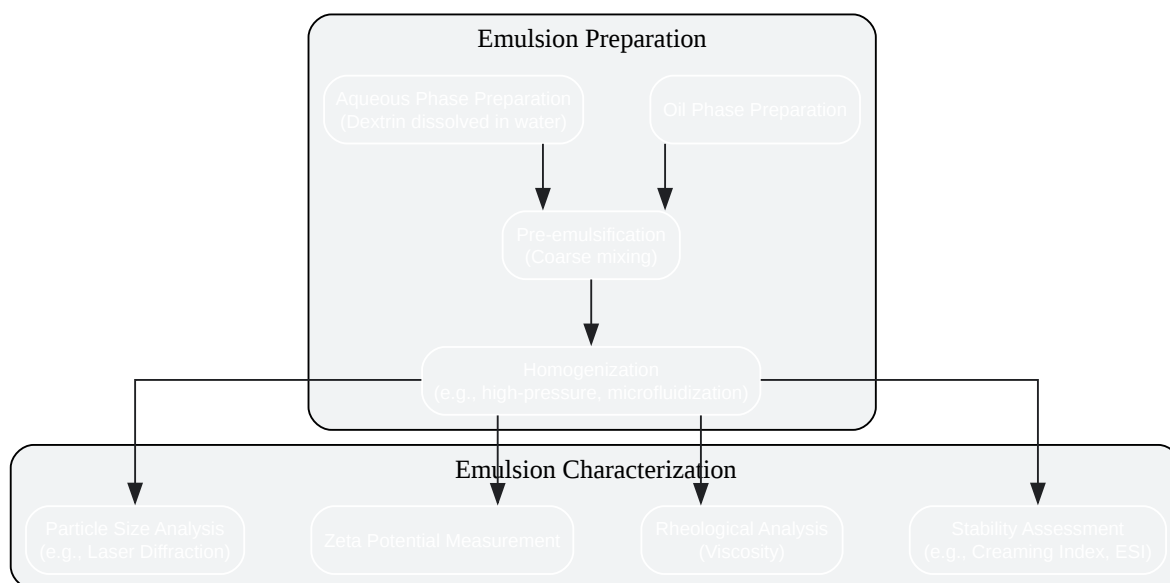 Emulsion Preparation
Aqueous Phase Preparation
(Dextrin dissolved in water)
Oil Phase Preparation
Pre-emulsification
(Coarse mixing)
Homogenization
(e.g., high-pressure, microfluidization)
Emulsion Characterization
Particle Size Analysis
(e.g., Laser Diffraction)
Zeta Potential Measurement
Rheological Analysis
(Viscosity)
Stability Assessment
(e.g., Creaming Index, ESI)